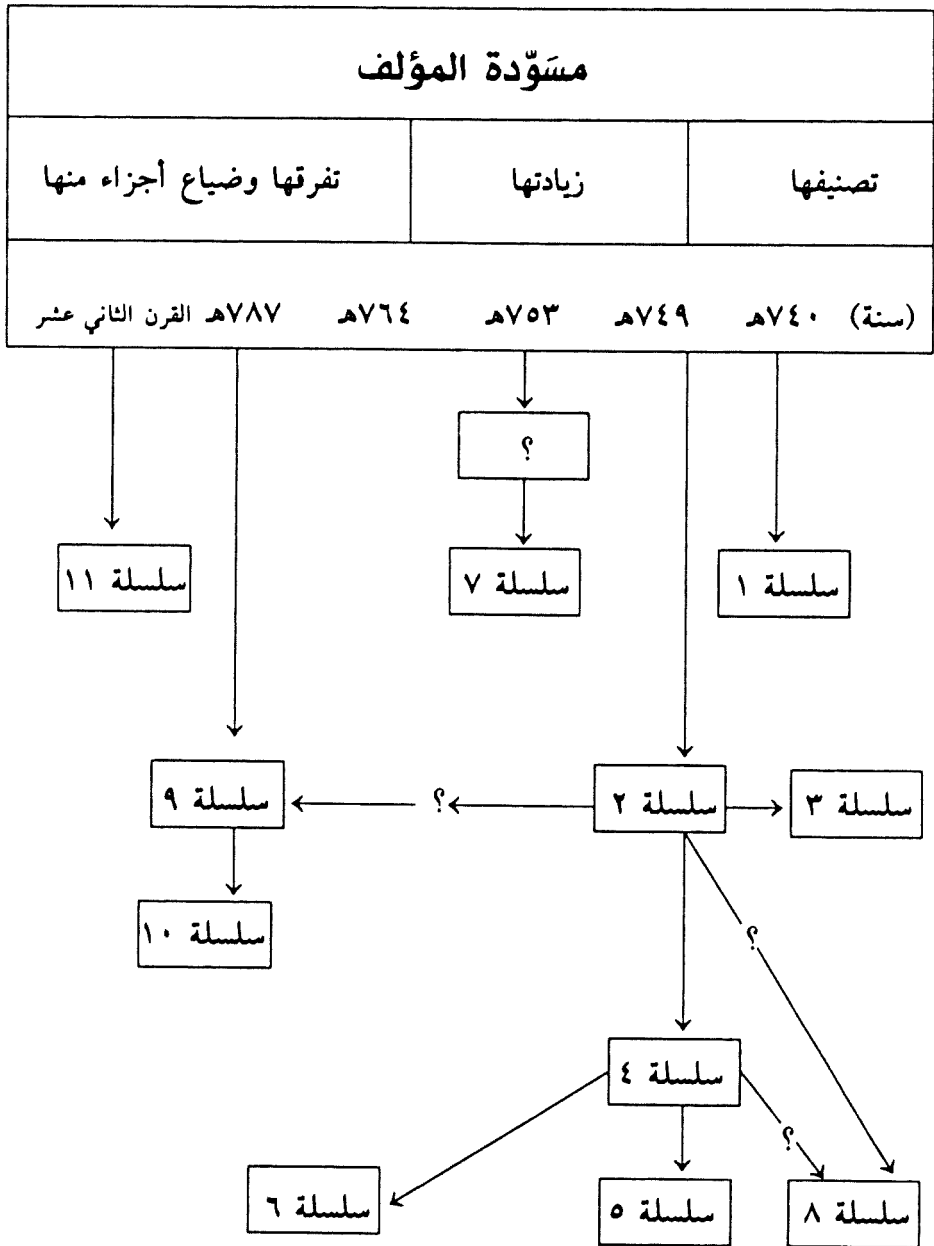 مسَوّدة المؤلف
تصنيفها زيادتها تفرقها وضياع أجزاء منها
(سنة) ٧٤٠هـ ٧٤٩هـ ٧٥٣هـ ٧٦٤هـ ٧٨٧هـ القرن الثاني عشر
؟
سلسلة ١ سلسلة ٧ سلسلة ١١
سلسلة ٣ سلسلة ٢ ؟ سلسلة ٩
سلسلة ١٠
؟
سلسلة ٤
؟
سلسلة ٨ سلسلة ٥ سلسلة ٦